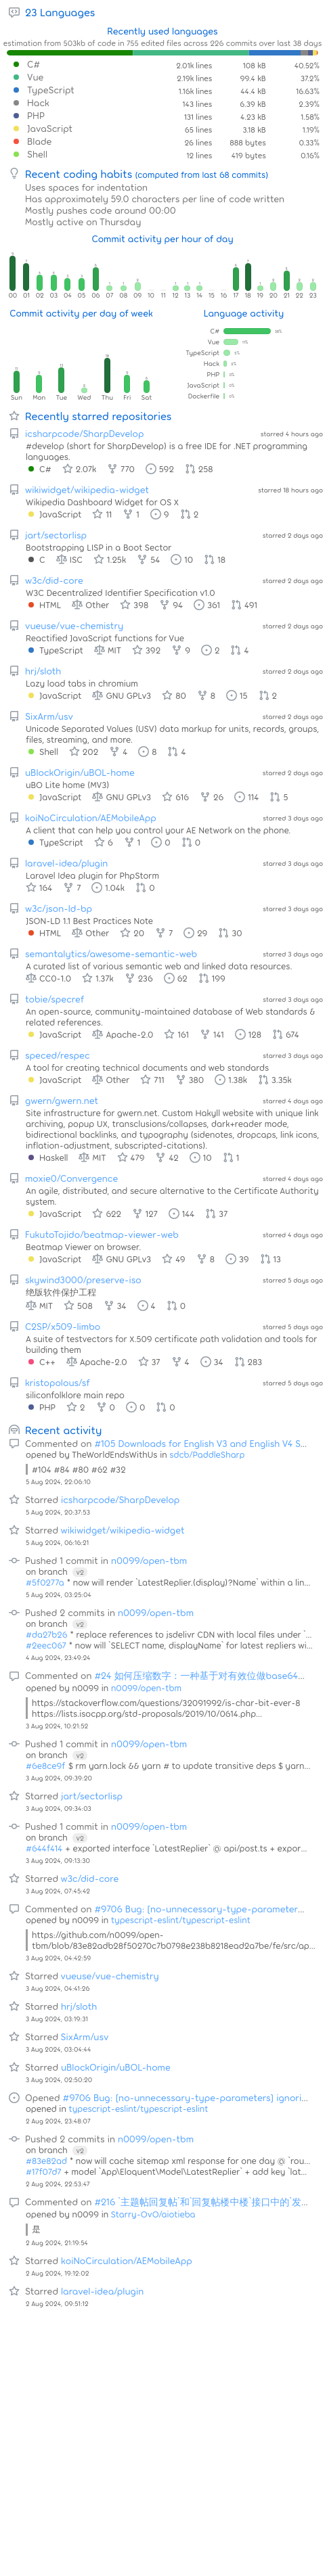 23 Languages
Recently used languages
estimation from 503kb of code in 755 edited files across 226 commits over last 38 days
C# 2.01k lines 108 kB 40.52%
Vue 2.19k lines 99.4 kB 37.2%
TypeScript 1.16k lines 44.4 kB 16.63%
Hack 143 lines 6.39 kB 2.39%
PHP 131 lines 4.23 kB 1.58%
JavaScript 65 lines 3.18 kB 1.19%
Blade 26 lines 888 bytes 0.33%
Shell 12 lines 419 bytes 0.16%
Recent coding habits (computed from last 68 commits)
Uses spaces for indentation
Has approximately 59.0 characters per line of code written
Mostly pushes code around 00:00
Mostly active on Thursday
Commit activity per hour of day
00 01 02 03 04 05 06 07 08 09 10 11 12 13 14 15 16 17 18 19 20 21 22 23
Commit activity per day of week
Sun Mon Tue Wed Thu Fri Sat
Language activity
C#
Vue
TypeScript
Hack
PHP
JavaScript
Dockerfile
Recently starred repositories
icsharpcode/SharpDevelop starred 4 hours ago
#develop (short for SharpDevelop) is a free IDE for .NET programming
languages.
C# 2.07k 770 592 258
wikiwidget/wikipedia-widget starred 18 hours ago
Wikipedia Dashboard Widget for OS X
JavaScript 11 1 9 2
jart/sectorlisp starred 2 days ago
Bootstrapping LISP in a Boot Sector
C ISC 1.25k 54 10 18
w3c/did-core starred 2 days ago
W3C Decentralized Identifier Specification v1.0
HTML Other 398 94 361 491
vueuse/vue-chemistry starred 2 days ago
Reactified JavaScript functions for Vue
TypeScript MIT 392 9 2 4
hrj/sloth starred 2 days ago
Lazy load tabs in chromium
JavaScript GNU GPLv3 80 8 15 2
SixArm/usv starred 2 days ago
Unicode Separated Values (USV) data markup for units, records, groups,
files, streaming, and more.
Shell 202 4 8 4
uBlockOrigin/uBOL-home starred 2 days ago
uBO Lite home (MV3)
JavaScript GNU GPLv3 616 26 114 5
koiNoCirculation/AEMobileApp starred 3 days ago
A client that can help you control your AE Network on the phone.
TypeScript 6 1 0 0
laravel-idea/plugin starred 3 days ago
Laravel Idea plugin for PhpStorm
164 7 1.04k 0
w3c/json-ld-bp starred 3 days ago
JSON-LD 1.1 Best Practices Note
HTML Other 20 7 29 30
semantalytics/awesome-semantic-web starred 3 days ago
A curated list of various semantic web and linked data resources.
CC0-1.0 1.37k 236 62 199
tobie/specref starred 3 days ago
An open-source, community-maintained database of Web standards &
related references.
JavaScript Apache-2.0 161 141 128 674
speced/respec starred 3 days ago
A tool for creating technical documents and web standards
JavaScript Other 711 380 1.38k 3.35k
gwern/gwern.net starred 4 days ago
Site infrastructure for gwern.net. Custom Hakyll website with unique link
archiving, popup UX, transclusions/collapses, dark+reader mode,
bidirectional backlinks, and typography (sidenotes, dropcaps, link icons,
inflation-adjustment, subscripted-citations).
Haskell MIT 479 42 10 1
moxie0/Convergence starred 4 days ago
An agile, distributed, and secure alternative to the Certificate Authority
system.
JavaScript 622 127 144 37
FukutoTojido/beatmap-viewer-web starred 4 days ago
Beatmap Viewer on browser.
JavaScript GNU GPLv3 49 8 39 13
skywind3000/preserve-iso starred 5 days ago
绝版软件保护工程
MIT 508 34 4 0
C2SP/x509-limbo starred 5 days ago
A suite of testvectors for X.509 certificate path validation and tools for
building them
C++ Apache-2.0 37 4 34 283
kristopolous/sf starred 5 days ago
siliconfolklore main repo
PHP 2 0 0 0
Recent activity
Commented on #105 Downloads for English V3 and English V4 S...
opened by TheWorldEndsWithUs in sdcb/PaddleSharp
#104 #84 #80 #62 #32
5 Aug 2024, 22:06:10
Starred icsharpcode/SharpDevelop
5 Aug 2024, 20:37:53
Starred wikiwidget/wikipedia-widget
5 Aug 2024, 06:16:21
Pushed 1 commit in n0099/open-tbm
on branch v2
#5f0277a * now will render `LatestReplier.(display)?Name` within a lin...
5 Aug 2024, 03:25:04
Pushed 2 commits in n0099/open-tbm
on branch v2
#da27b26 * replace references to jsdelivr CDN with local files under `...
#2eec067 * now will `SELECT name, displayName` for latest repliers wi...
4 Aug 2024, 23:49:24
Commented on #24 如何压缩数字：一种基于对有效位做base64...
opened by n0099 in n0099/open-tbm
https://stackoverflow.com/questions/32091992/is-char-bit-ever-8
https://lists.isocpp.org/std-proposals/2019/10/0614.php...
3 Aug 2024, 10:21:52
Pushed 1 commit in n0099/open-tbm
on branch v2
#6e8ce9f $ rm yarn.lock && yarn # to update transitive deps $ yarn...
3 Aug 2024, 09:39:20
Starred jart/sectorlisp
3 Aug 2024, 09:34:03
Pushed 1 commit in n0099/open-tbm
on branch v2
#644f414 + exported interface `LatestReplier` @ api/post.ts + expor...
3 Aug 2024, 09:13:30
Starred w3c/did-core
3 Aug 2024, 07:45:42
Commented on #9706 Bug: [no-unnecessary-type-parameter...
opened by n0099 in typescript-eslint/typescript-eslint
https://github.com/n0099/open-
tbm/blob/83e82adb28f50270c7b0798e238b8218ead2a7be/fe/src/ap...
3 Aug 2024, 04:42:59
Starred vueuse/vue-chemistry
3 Aug 2024, 04:41:26
Starred hrj/sloth
3 Aug 2024, 03:19:31
Starred SixArm/usv
3 Aug 2024, 03:04:44
Starred uBlockOrigin/uBOL-home
3 Aug 2024, 02:50:20
Opened #9706 Bug: [no-unnecessary-type-parameters] ignori...
opened in typescript-eslint/typescript-eslint
2 Aug 2024, 23:48:07
Pushed 2 commits in n0099/open-tbm
on branch v2
#83e82ad * now will cache sitemap xml response for one day @ `rou...
#17f07d7 + model `App\Eloquent\Model\LatestReplier` + add key `lat...
2 Aug 2024, 22:53:47
Commented on #216 `主题帖回复帖`和`回复帖楼中楼`接口中的`发...
opened by n0099 in Starry-OvO/aiotieba
是
2 Aug 2024, 21:19:54
Starred koiNoCirculation/AEMobileApp
2 Aug 2024, 19:12:02
Starred laravel-idea/plugin
2 Aug 2024, 09:51:12